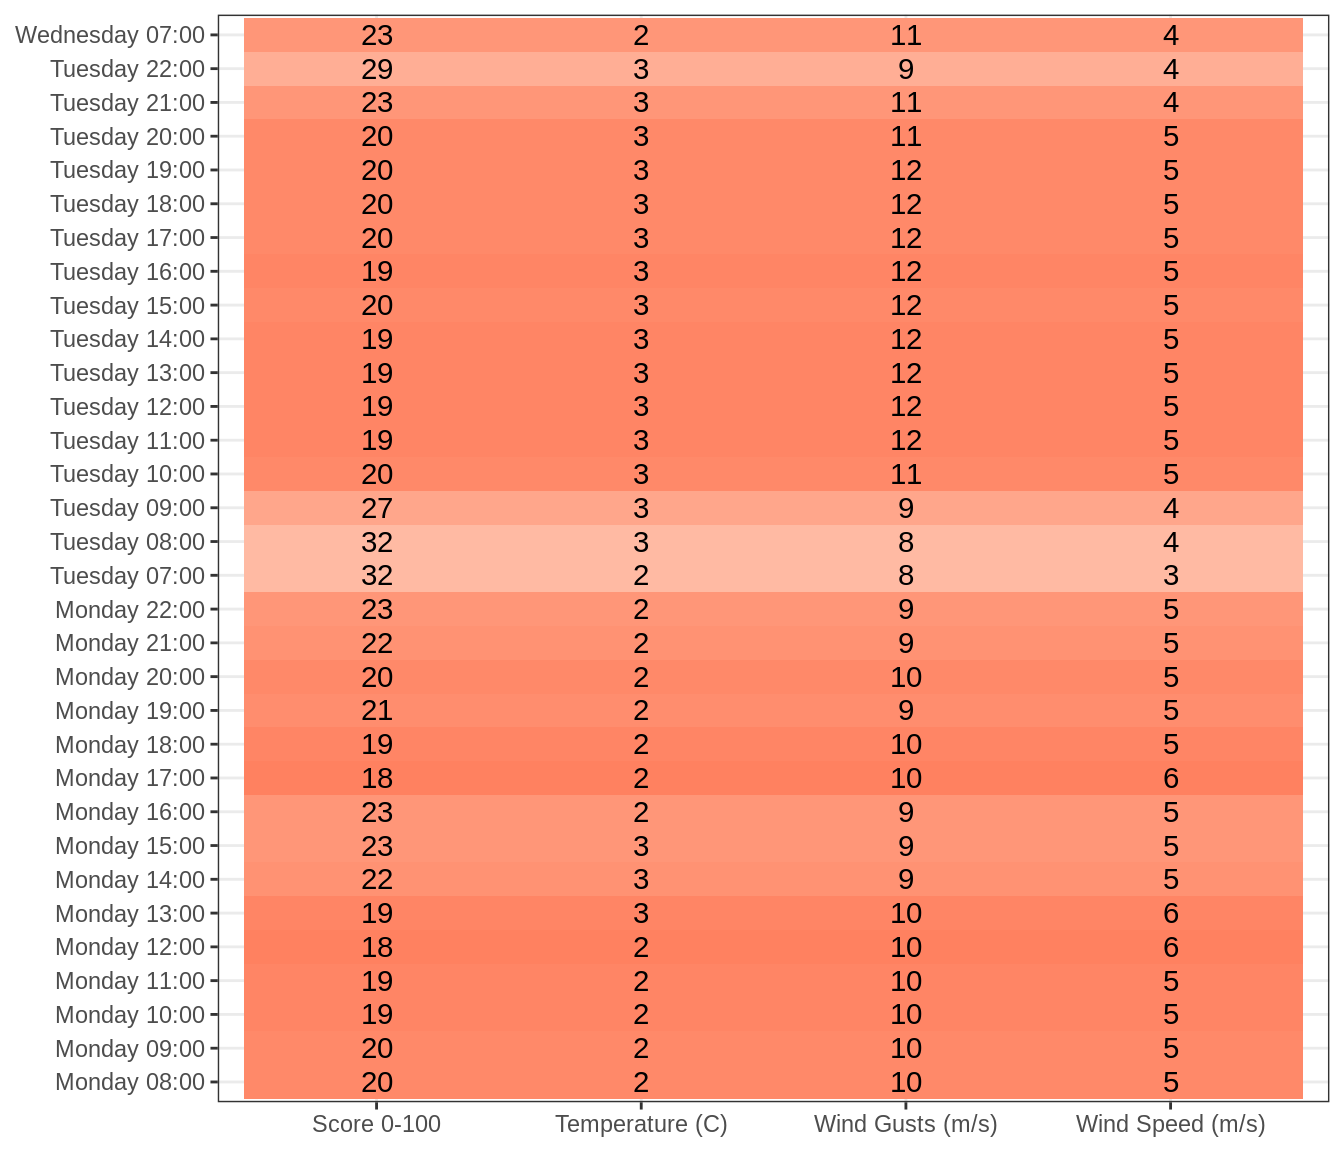 Wednesday 07:00 23 2 11 4
Tuesday 22:00 29 3 9 4
Tuesday 21:00 23 3 11 4
Tuesday 20:00 20 3 11 5
Tuesday 19:00 20 3 12 5
Tuesday 18:00 20 3 12 5
Tuesday 17:00 20 3 12 5
Tuesday 16:00 19 3 12 5
Tuesday 15:00 20 3 12 5
Tuesday 14:00 19 3 12 5
Tuesday 13:00 19 3 12 5
Tuesday 12:00 19 3 12 5
Tuesday 11:00 19 3 12 5
Tuesday 10:00 20 3 11 5
Tuesday 09:00 27 3 9 4
Tuesday 08:00 32 3 8 4
Tuesday 07:00 32 2 8 3
Monday 22:00 23 2 9 5
Monday 21:00 22 2 9 5
Monday 20:00 20 2 10 5
Monday 19:00 21 2 9 5
Monday 18:00 19 2 10 5
Monday 17:00 18 2 10 6
Monday 16:00 23 2 9 5
Monday 15:00 23 3 9 5
Monday 14:00 22 3 9 5
Monday 13:00 19 3 10 6
Monday 12:00 18 2 10 6
Monday 11:00 19 2 10 5
Monday 10:00 19 2 10 5
Monday 09:00 20 2 10 5
Monday 08:00 20 2 10 5
Score 0-100 Temperature (C) Wind Gusts (m/s) Wind Speed (m/s)